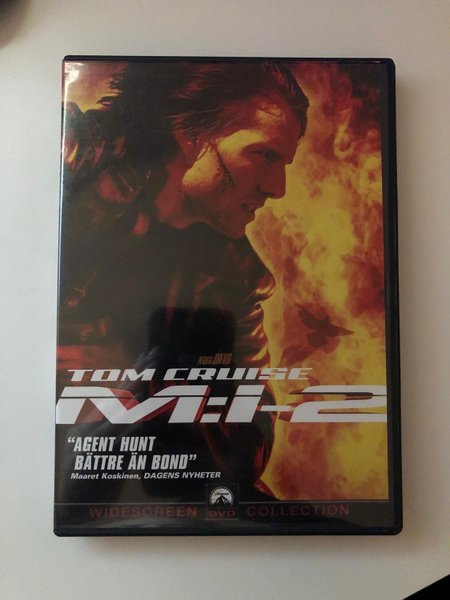 TOM CRUISE
M:I-2
"AGENT HUNT
BÄTTRE ÄN BOND"
Maaret Koskinen, DAGENS NYHETER
WIDESCREEN DVD COLLECTION